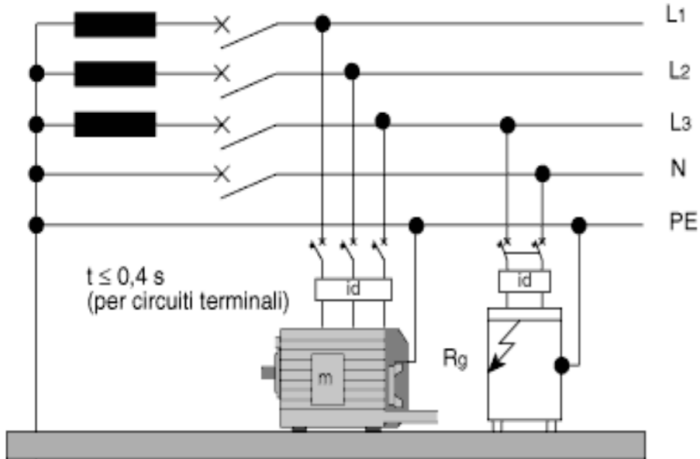 L1
L2
L3
N
PE
t ≤ 0,4 s
(per circuiti terminali)
id
id
Rg
m